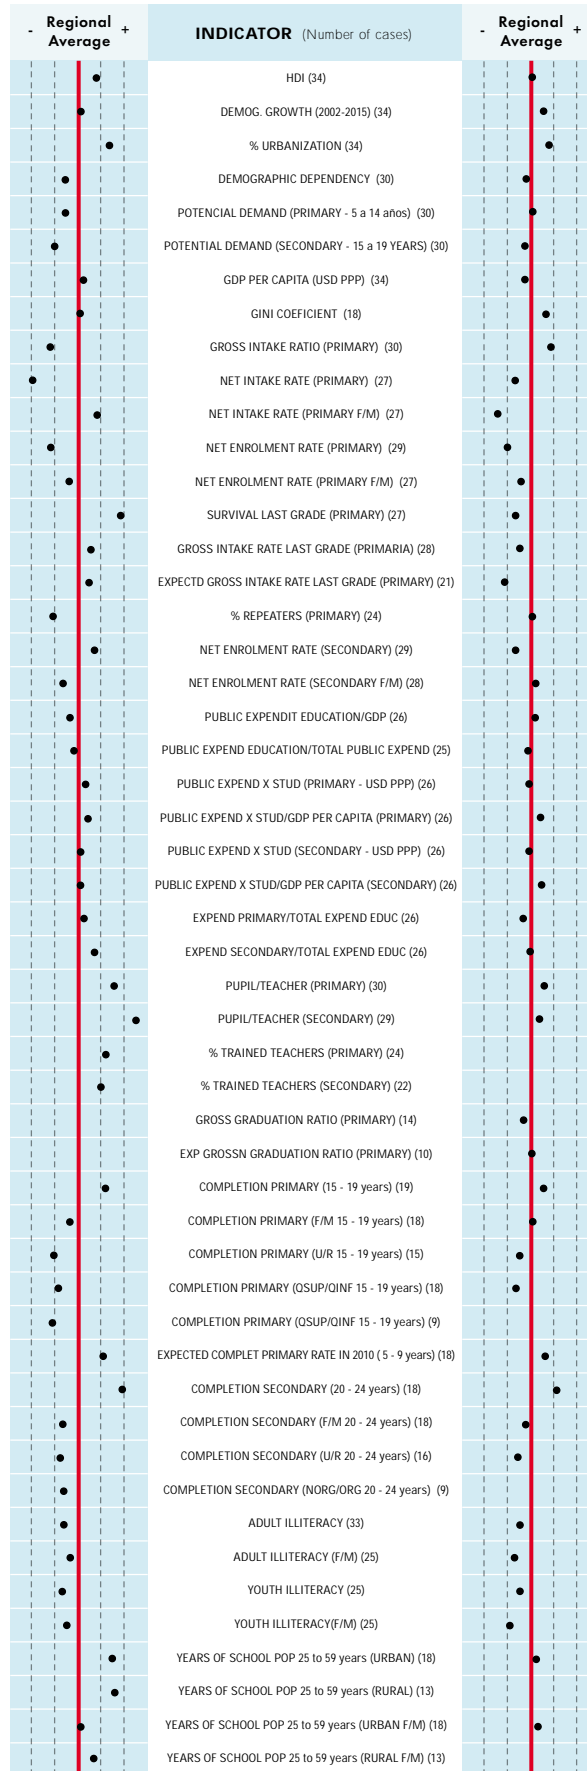 - Regional Average +
INDICATOR (Number of cases)
- Regional Average +
HDI (34)
DEMOG. GROWTH (2002-2015) (34)
% URBANIZATION (34)
DEMOGRAPHIC DEPENDENCY (30)
POTENCIAL DEMAND (PRIMARY - 5 a 14 años) (30)
POTENTIAL DEMAND (SECONDARY - 15 a 19 YEARS) (30)
GDP PER CAPITA (USD PPP) (34)
GINI COEFICIENT (18)
GROSS INTAKE RATIO (PRIMARY) (30)
NET INTAKE RATE (PRIMARY) (27)
NET INTAKE RATE (PRIMARY F/M) (27)
NET ENROLMENT RATE (PRIMARY) (29)
NET ENROLMENT RATE (PRIMARY F/M) (27)
SURVIVAL LAST GRADE (PRIMARY) (27)
GROSS INTAKE RATE LAST GRADE (PRIMARIA) (28)
EXPECTD GROSS INTAKE RATE LAST GRADE (PRIMARY) (21)
% REPEATERS (PRIMARY) (24)
NET ENROLMENT RATE (SECONDARY) (29)
NET ENROLMENT RATE (SECONDARY F/M) (28)
PUBLIC EXPENDIT EDUCATION/GDP (26)
PUBLIC EXPEND EDUCATION/TOTAL PUBLIC EXPEND (25)
PUBLIC EXPEND X STUD (PRIMARY - USD PPP) (26)
PUBLIC EXPEND X STUD/GDP PER CAPITA (PRIMARY) (26)
PUBLIC EXPEND X STUD (SECONDARY - USD PPP) (26)
PUBLIC EXPEND X STUD/GDP PER CAPITA (SECONDARY) (26)
EXPEND PRIMARY/TOTAL EXPEND EDUC (26)
EXPEND SECONDARY/TOTAL EXPEND EDUC (26)
PUPIL/TEACHER (PRIMARY) (30)
PUPIL/TEACHER (SECONDARY) (29)
% TRAINED TEACHERS (PRIMARY) (24)
% TRAINED TEACHERS (SECONDARY) (22)
GROSS GRADUATION RATIO (PRIMARY) (14)
EXP GROSSN GRADUATION RATIO (PRIMARY) (10)
COMPLETION PRIMARY (15 - 19 years) (19)
COMPLETION PRIMARY (F/M 15 - 19 years) (18)
COMPLETION PRIMARY (U/R 15 - 19 years) (15)
COMPLETION PRIMARY (QSUP/QINF 15 - 19 years) (18)
COMPLETION PRIMARY (QSUP/QINF 15 - 19 years) (9)
EXPECTED COMPLET PRIMARY RATE IN 2010 ( 5 - 9 years) (18)
COMPLETION SECONDARY (20 - 24 years) (18)
COMPLETION SECONDARY (F/M 20 - 24 years) (18)
COMPLETION SECONDARY (U/R 20 - 24 years) (16)
COMPLETION SECONDARY (NORG/ORG 20 - 24 years) (9)
ADULT ILLITERACY (33)
ADULT ILLITERACY (F/M) (25)
YOUTH ILLITERACY (25)
YOUTH ILLITERACY(F/M) (25)
YEARS OF SCHOOL POP 25 to 59 years (URBAN) (18)
YEARS OF SCHOOL POP 25 to 59 years (RURAL) (13)
YEARS OF SCHOOL POP 25 to 59 years (URBAN F/M) (18)
YEARS OF SCHOOL POP 25 to 59 years (RURAL F/M) (13)